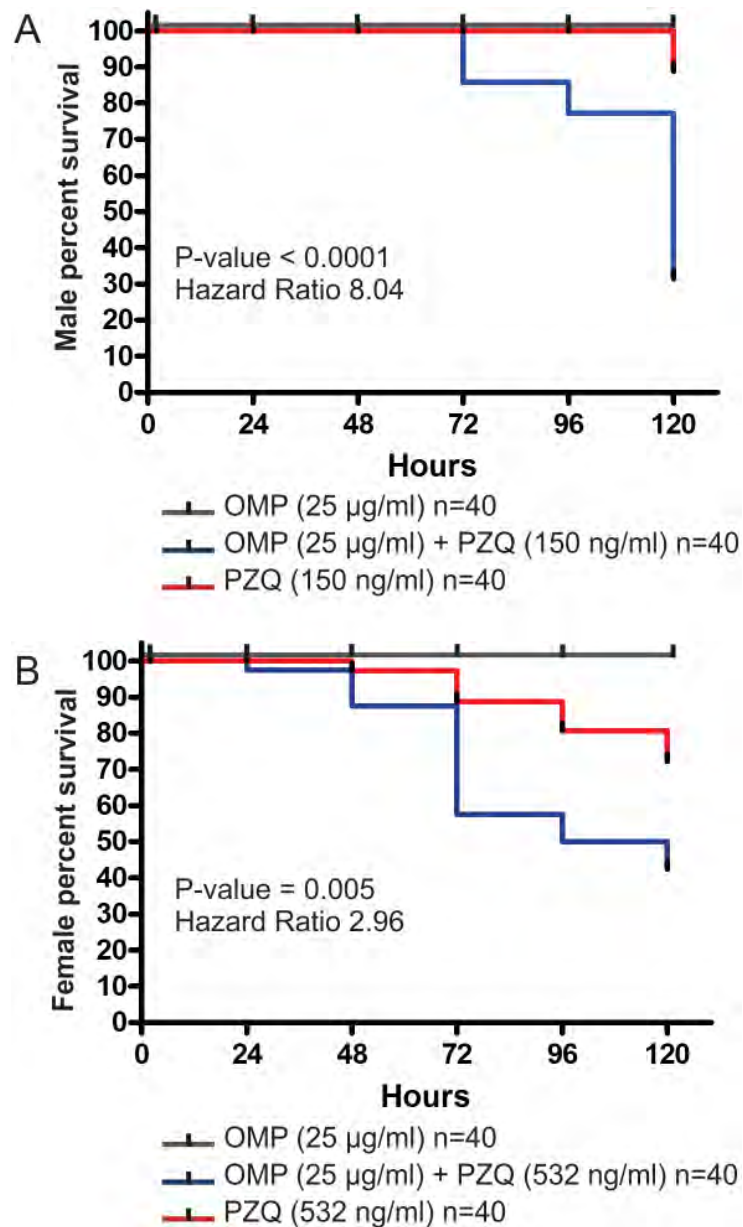 A
100
90
80
70
60
50
40
30
20
10
0
Male percent survival
P-value < 0.0001
Hazard Ratio 8.04
0 24 48 72 96 120
Hours
OMP (25 µg/ml) n=40
OMP (25 µg/ml) + PZQ (150 ng/ml) n=40
PZQ (150 ng/ml) n=40
B
100
90
80
70
60
50
40
30
20
10
0
Female percent survival
P-value = 0.005
Hazard Ratio 2.96
0 24 48 72 96 120
Hours
OMP (25 µg/ml) n=40
OMP (25 µg/ml) + PZQ (532 ng/ml) n=40
PZQ (532 ng/ml) n=40